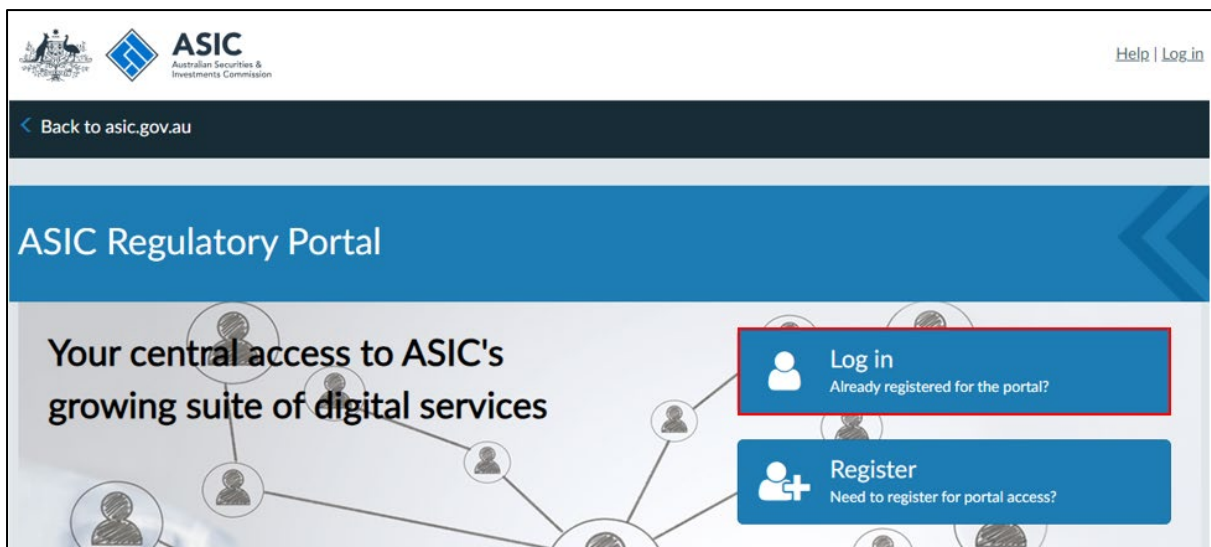 ASIC
Australian Securities &
Investments Commission
Help | Log in
Back to asic.gov.au
ASIC Regulatory Portal
Your central access to ASIC's
growing suite of digital services
Log in
Already registered for the portal?
Register
Need to register for portal access?